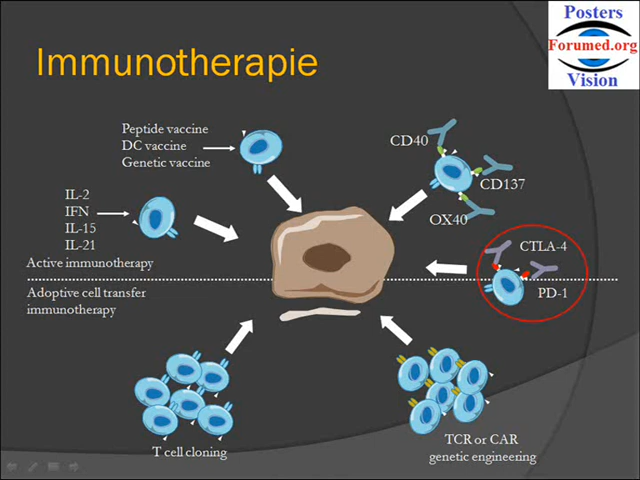 Posters
Forumed.org
Vision
Immunotherapie
Peptide vaccine
DC vaccine
Genetic vaccine
CD40
CD137
OX40
IL-2
IFN
IL-15
IL-21
Active immunotherapy
CTLA-4
PD-1
Adoptive cell transfer
immunotherapy
T cell cloning
TCR or CAR
genetic engineering